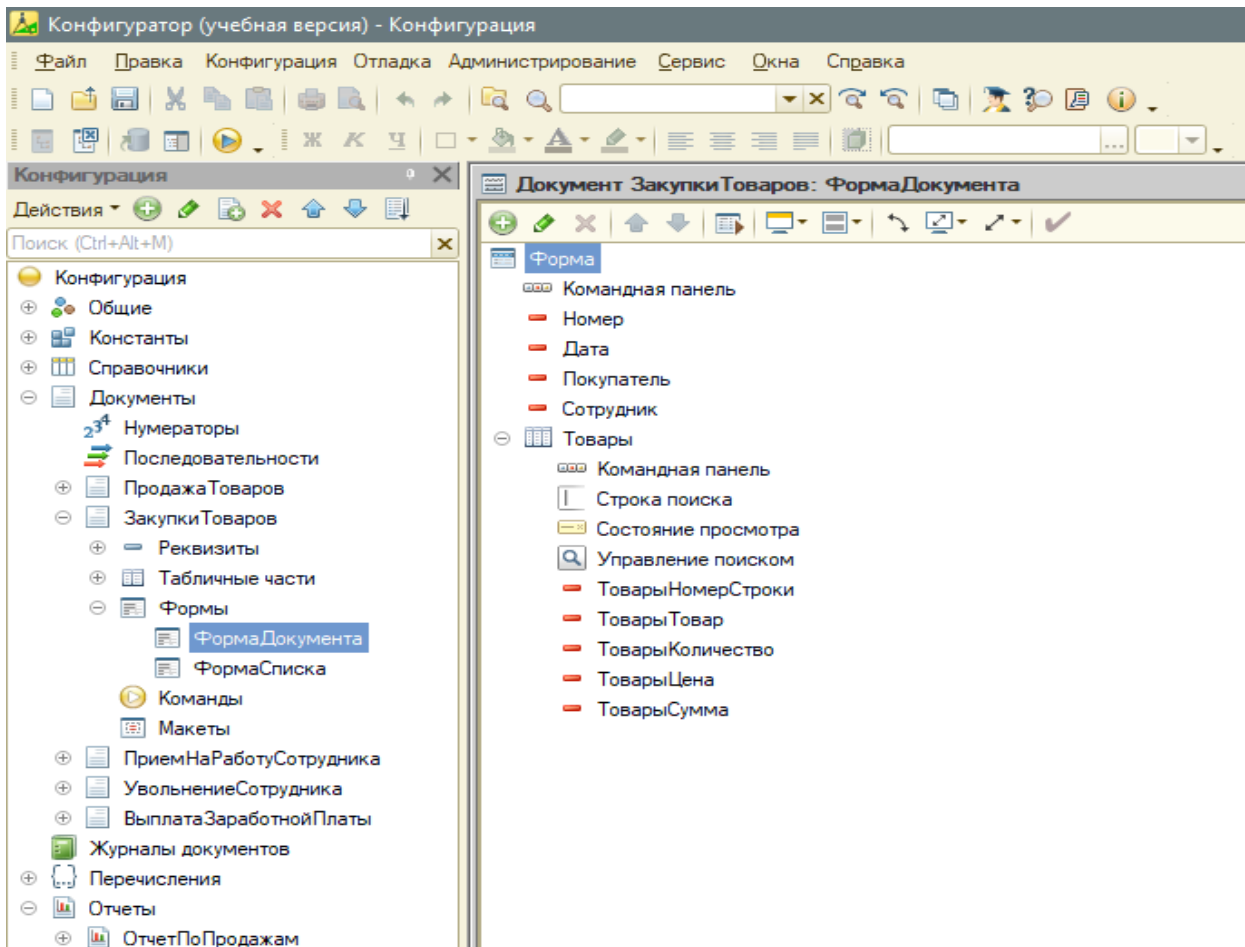 Конфигуратор (учебная версия) - Конфигурация
Файл Правка Конфигурация Отладка Администрирование Сервис Окна Справка
Ж К Ч
Конфигурация
Действия
Поиск (Ctrl+Alt+M)
Конфигурация
Общие
Константы
Справочники
Документы
Нумераторы
Последовательности
ПродажаТоваров
ЗакупкиТоваров
Реквизиты
Табличные части
Формы
ФормаДокумента
ФормаСписка
Команды
Макеты
ПриемНаРаботуСотрудника
УвольнениеСотрудника
ВыплатаЗаработнойПлаты
Журналы документов
Перечисления
Отчеты
ОтчетПоПродажам
Документ ЗакупкиТоваров: ФормаДокумента
Форма
Командная панель
Номер
Дата
Покупатель
Сотрудник
Товары
Командная панель
Строка поиска
Состояние просмотра
Управление поиском
ТоварыНомерСтроки
ТоварыТовар
ТоварыКоличество
ТоварыЦена
ТоварыСумма